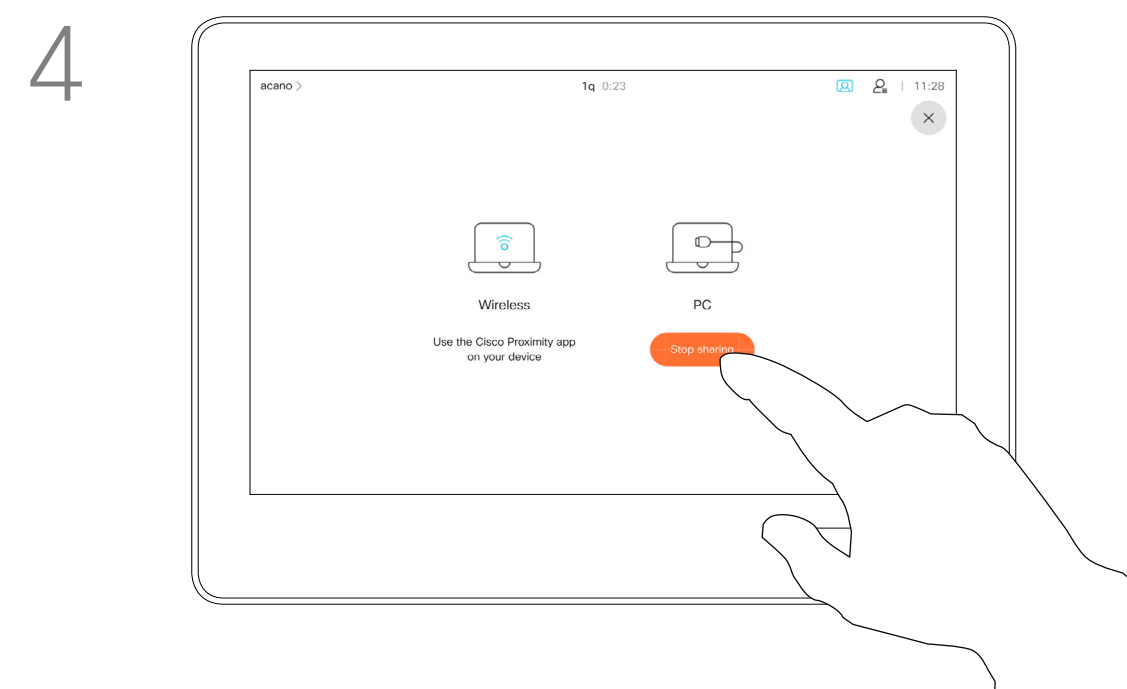 4
acano >
1q 0:23
11:28
Wireless
PC
Use the Cisco Proximity app
on your device
Stop sharing